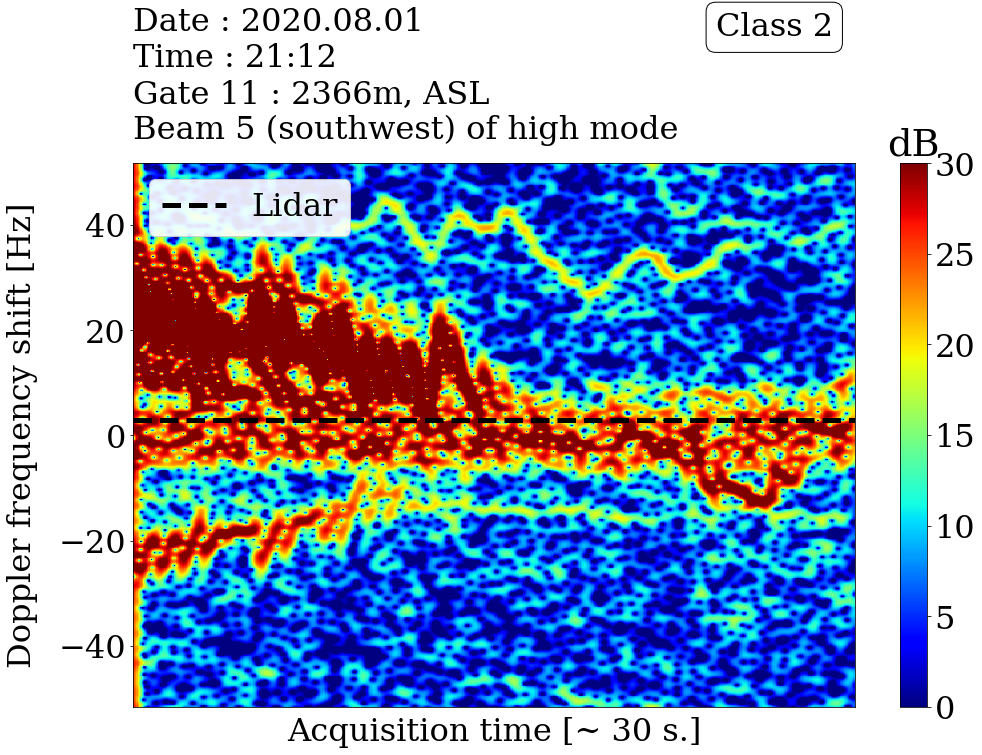 Date : 2020.08.01
Time : 21:12
Gate 11 : 2366m, ASL
Beam 5 (southwest) of high mode
Class 2
dB
Lidar
Doppler frequency shift [Hz]
40
20
0
−20
−40
30
25
20
15
10
5
0
Acquisition time [~ 30 s.]